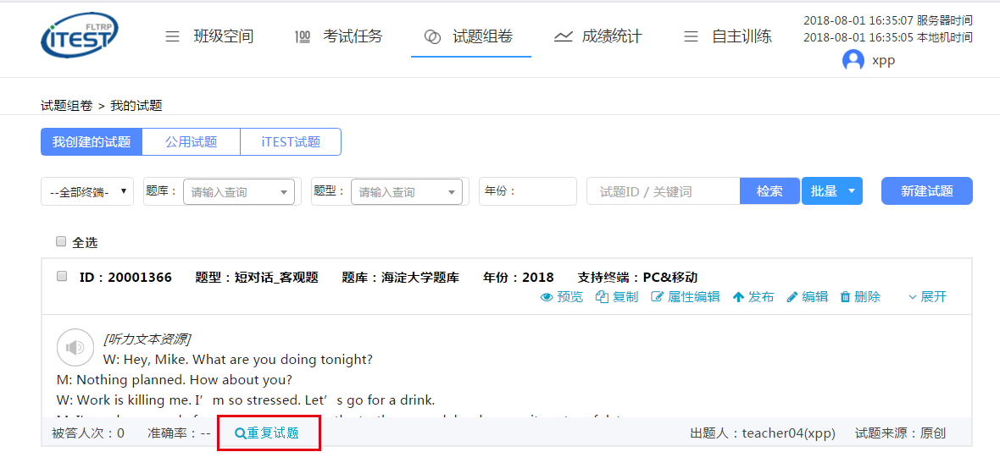 FLTRP
iTEST
班级空间
100 考试任务
试题组卷
成绩统计
自主训练
2018-08-01 16:35:07 服务器时间
2018-08-01 16:35:05 本地机时间
xpp
试题组卷 > 我的试题
我创建的试题 公用试题 iTEST试题
--全部终端- 题库： 请输入查询 题型： 请输入查询 年份： 试题ID / 关键词 检索 批量 新建试题
全选
ID：20001366 题型：短对话_客观题 题库：海淀大学题库 年份：2018 支持终端：PC&移动
预览 复制 属性编辑 发布 编辑 删除 展开
[听力文本资源]
W: Hey, Mike. What are you doing tonight?
M: Nothing planned. How about you?
W: Work is killing me. I’m so stressed. Let’s go for a drink.
被答人次：0 准确率：-- 重复试题 出题人：teacher04(xpp) 试题来源：原创